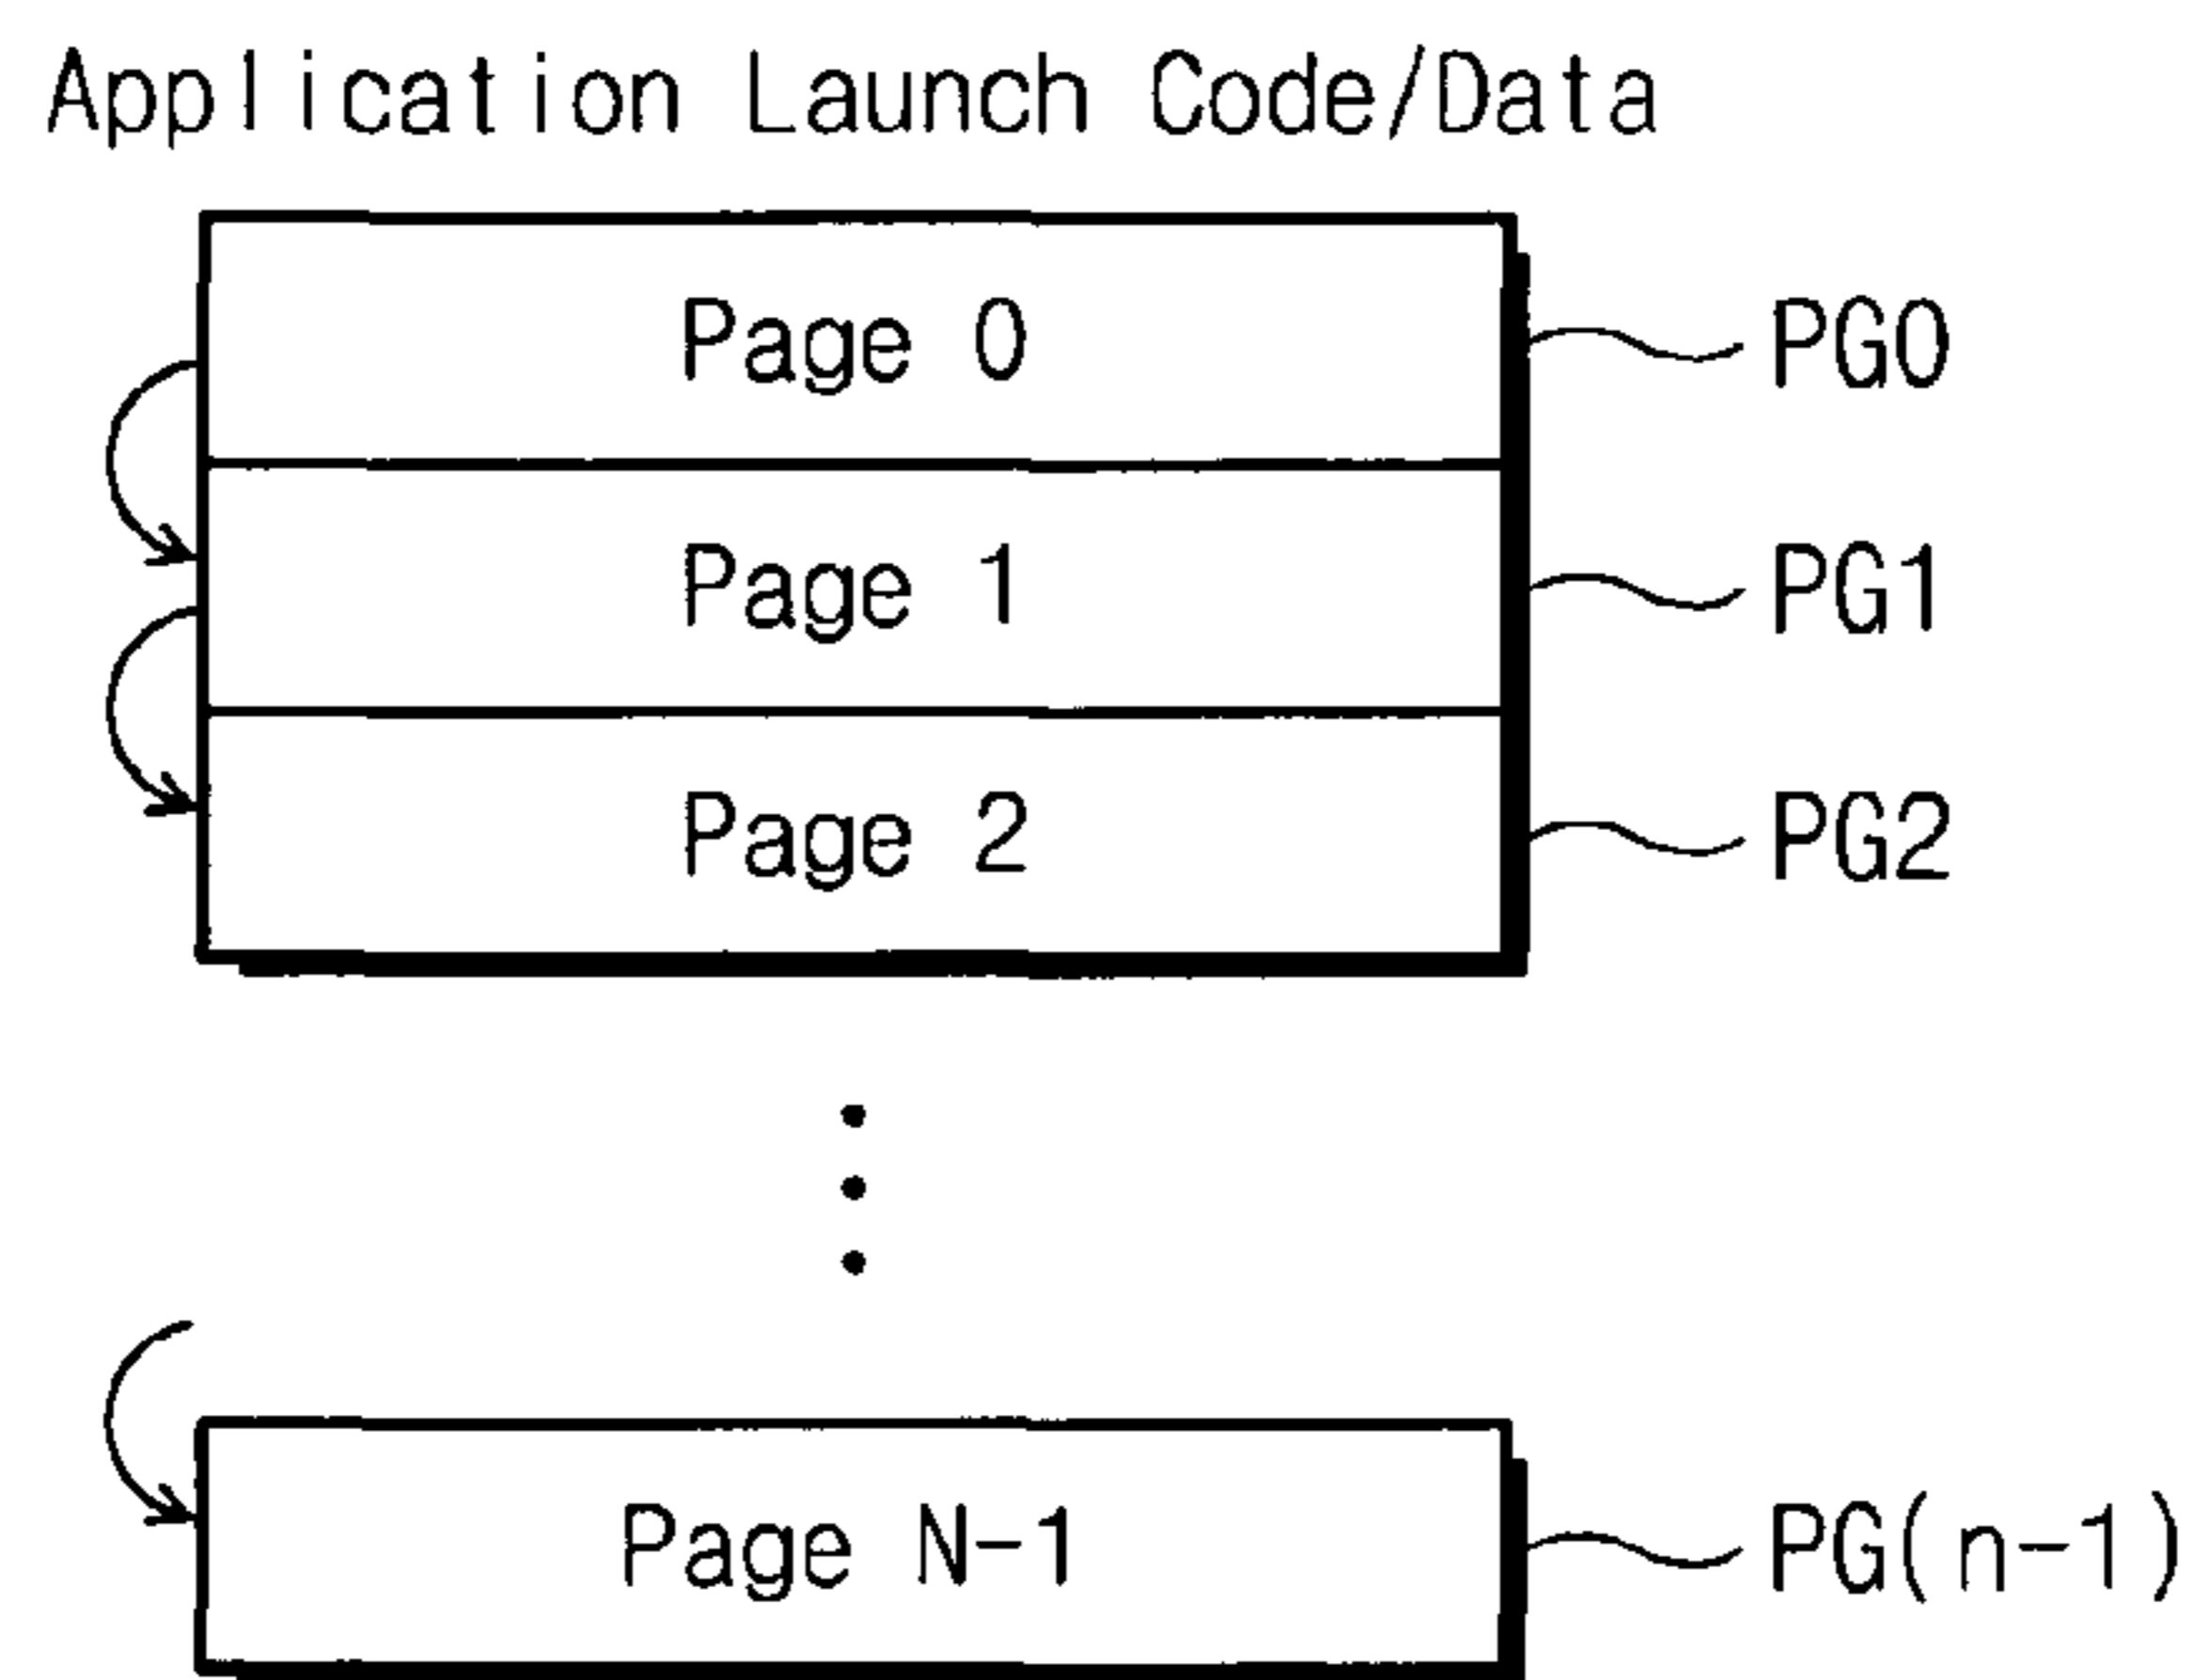 Application Launch Code/Data
Page 0 PG0
Page 1 PG1
Page 2 PG2
Page N-1 PG(n-1)